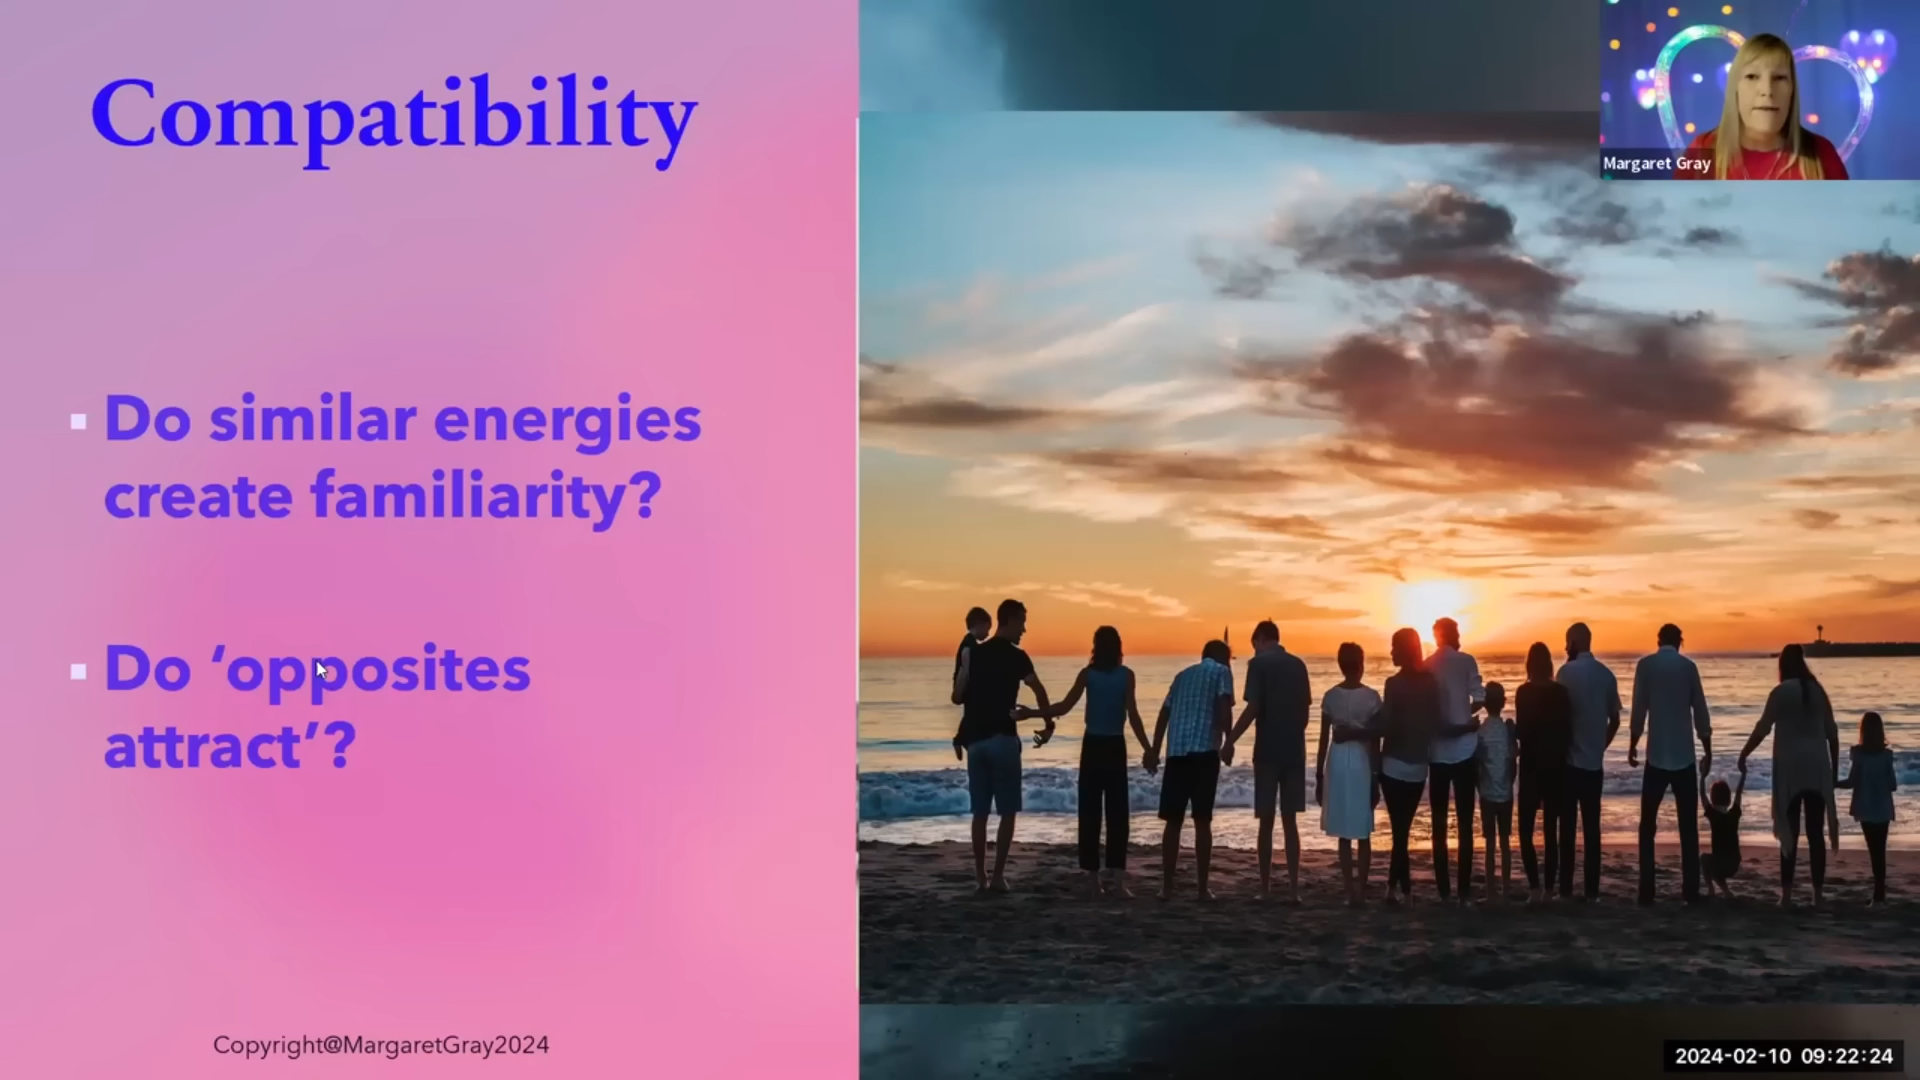 Compatibility
Margaret Gray
▪ Do similar energies
create familiarity?
▪ Do ‘opposites
attract’?
Copyright@MargaretGray2024
2024-02-10 09:22:24